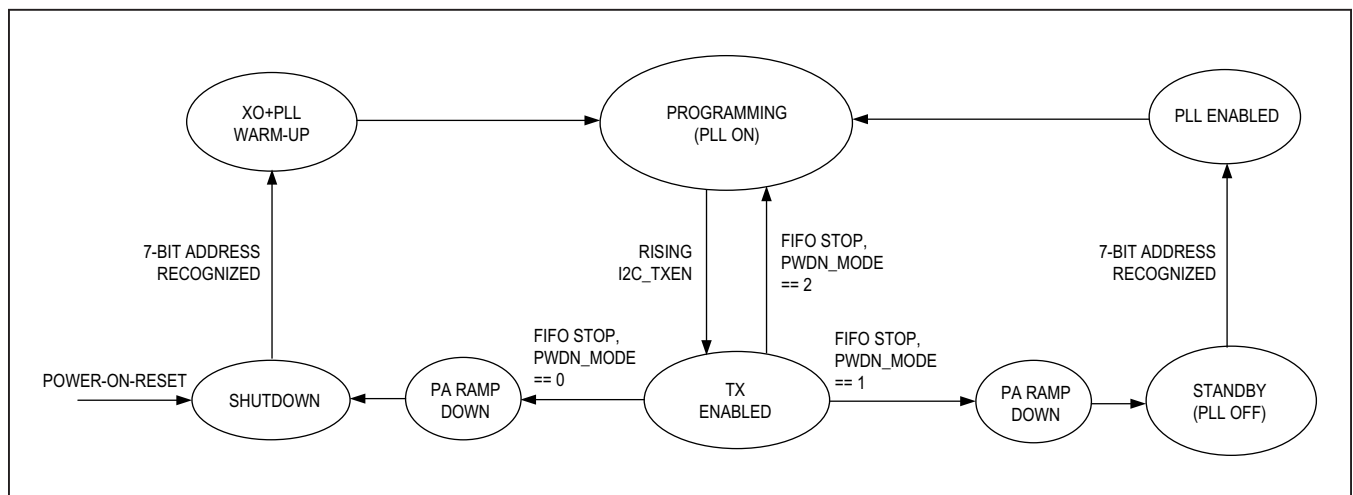 XO+PLL
WARM-UP
PROGRAMMING
(PLL ON)
PLL ENABLED
7-BIT ADDRESS
RECOGNIZED
RISING
I2C_TXEN
FIFO STOP,
PWDN_MODE
== 2
7-BIT ADDRESS
RECOGNIZED
POWER-ON-RESET
SHUTDOWN
PA RAMP
DOWN
FIFO STOP,
PWDN_MODE
== 0
TX
ENABLED
FIFO STOP,
PWDN_MODE
== 1
PA RAMP
DOWN
STANDBY
(PLL OFF)